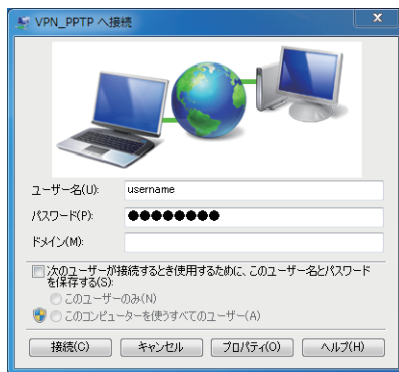 VPN_PPTP へ接続
ユーザー名(U):
username
パスワード(P):
●●●●●●●●
ドメイン(M):
次のユーザーが接続するとき使用するために、このユーザー名とパスワード
を保存する(S):
このユーザーのみ(N)
このコンピューターを使うすべてのユーザー(A)
接続(C)
キャンセル
プロパティ(O)
ヘルプ(H)